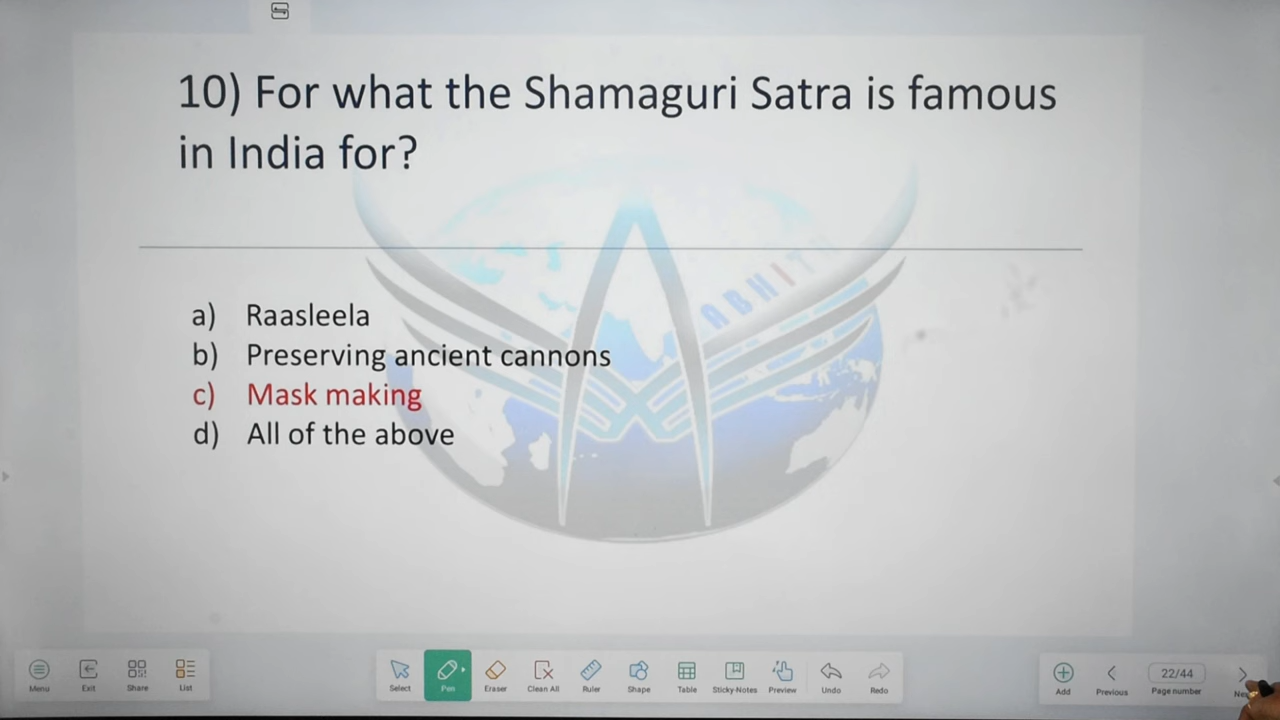 10) For what the Shamaguri Satra is famous
in India for?
ABHIT
a) Raasleela
b) Preserving ancient cannons
c) Mask making
d) All of the above
Menu Exit Share List Select Pen Eraser Clean All Ruler Shape Table Sticky-Notes Preview Undo Redo Add Previous 22/44 Page number